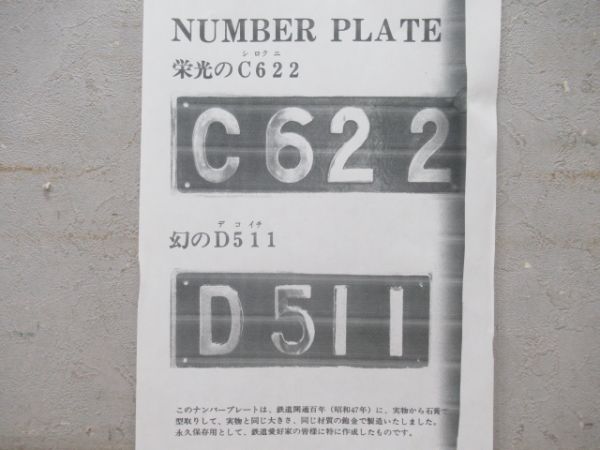 NUMBER PLATE
シロクニ
栄光のC622
C622
デコイチ
幻のD511
D511
このナンバープレートは、鉄道開通百年(昭和47年)に、実物から石膏で
型取りして、実物と同じ大きさ、同じ材質の砲金で製造いたしました。
永久保存用として、鉄道愛好家の皆様に特に作成したものです。